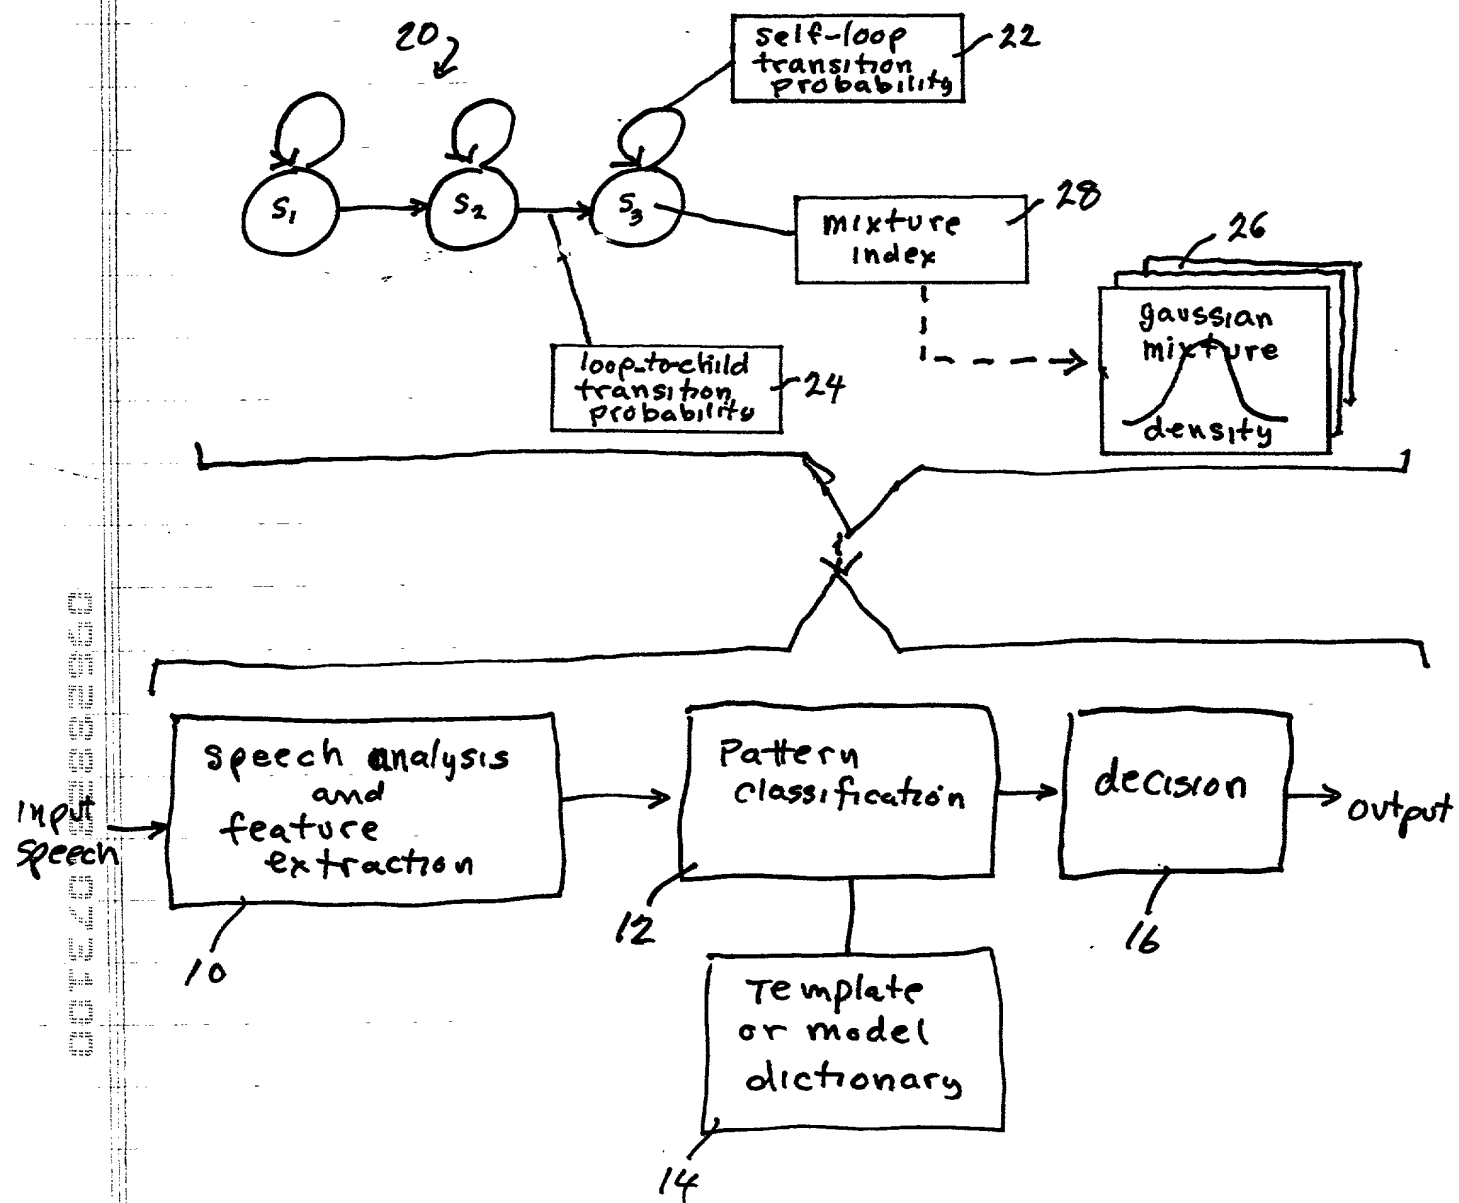 20
self-loop
transition
probability
22
S1
S2
S3
mixture
index
28
26
gaussian
mixture
density
loop-to-child
transition
probability
24
speech analysis
and
feature
extraction
10
Pattern
classification
12
decision
16
input
speech
output
Template
or model
dictionary
14